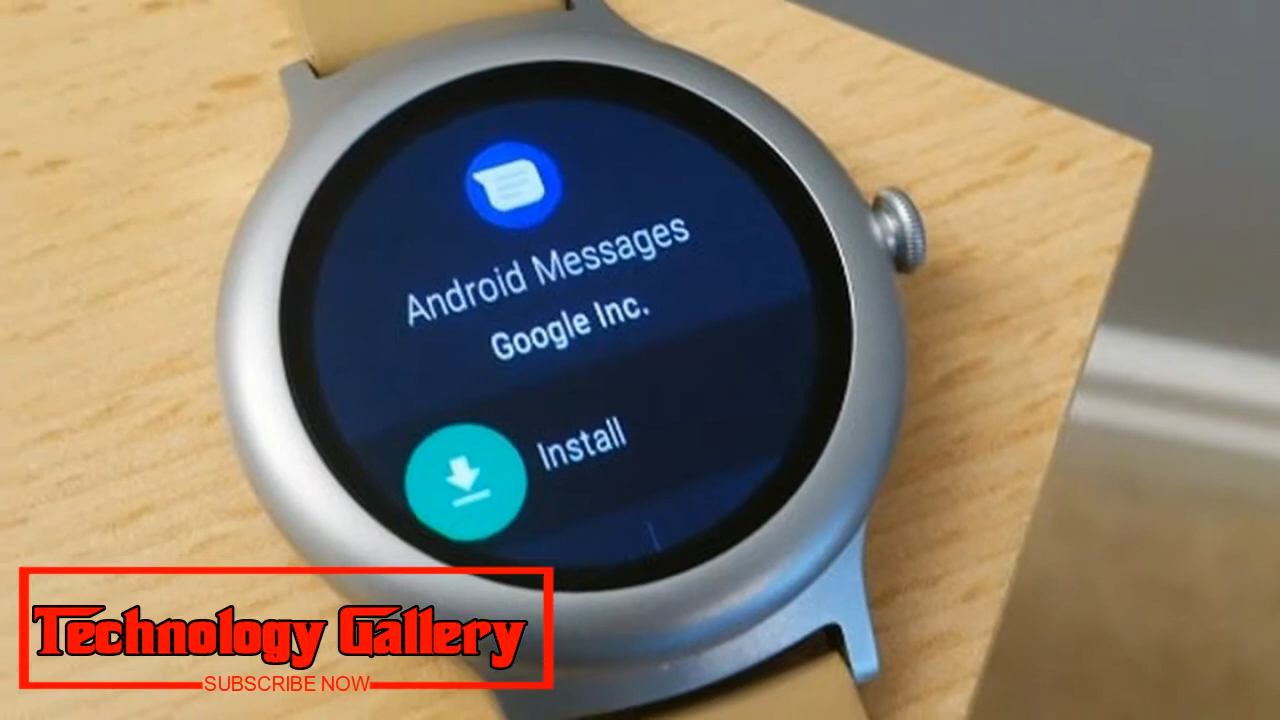 Android Messages
Google Inc.
Install
Technology Gallery
SUBSCRIBE NOW